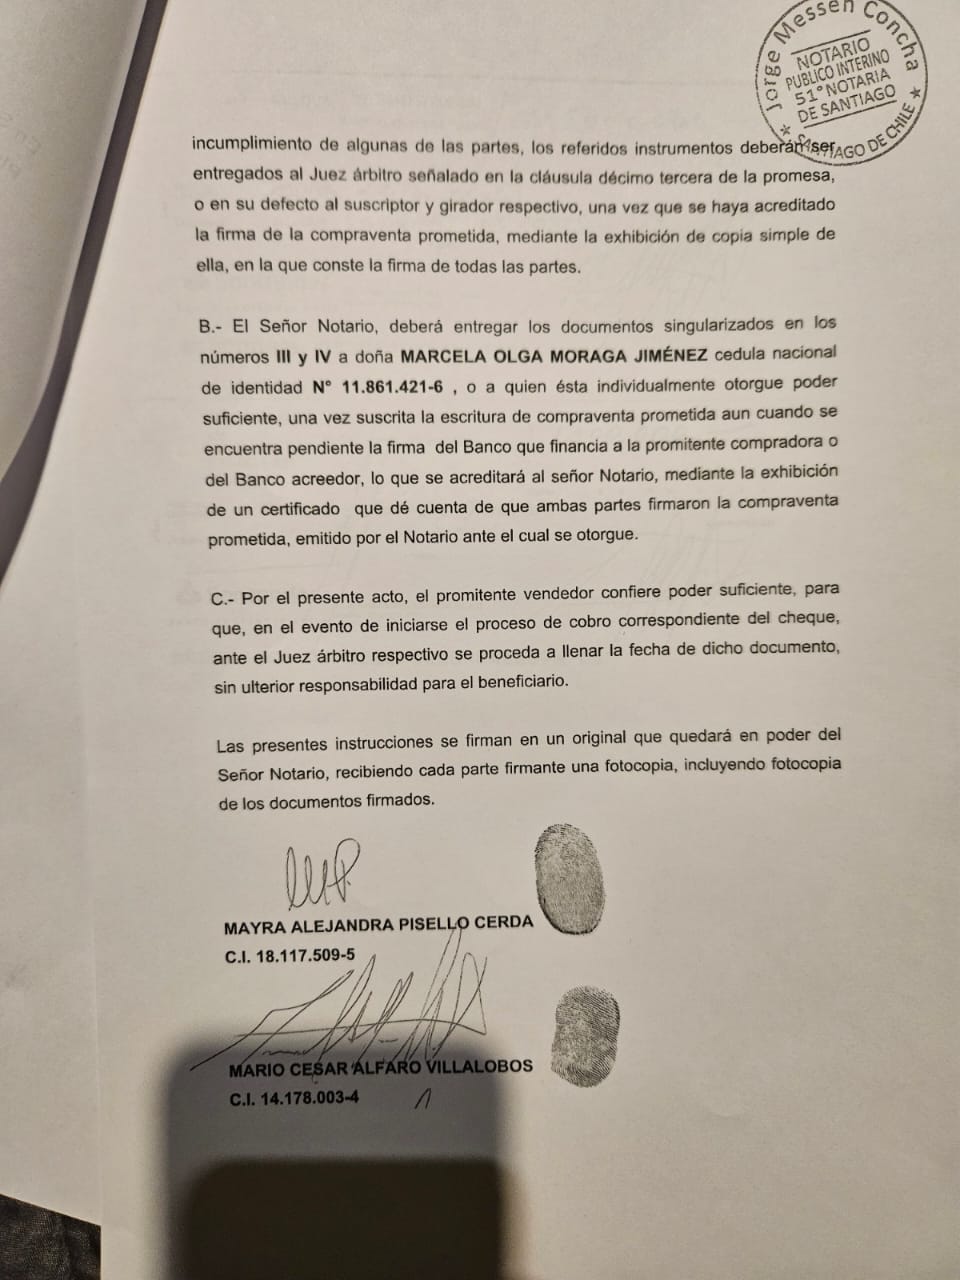 Jorge Messen Concha
NOTARIO
PUBLICO INTERINO
51° NOTARIA
DE SANTIAGO
★ SANTIAGO DE CHILE ★
incumplimiento de algunas de las partes, los referidos instrumentos deberán ser
entregados al Juez árbitro señalado en la cláusula décimo tercera de la promesa,
o en su defecto al suscriptor y girador respectivo, una vez que se haya acreditado
la firma de la compraventa prometida, mediante la exhibición de copia simple de
ella, en la que conste la firma de todas las partes.
B.- El Señor Notario, deberá entregar los documentos singularizados en los
números III y IV a doña MARCELA OLGA MORAGA JIMÉNEZ cedula nacional
de identidad N° 11.861.421-6 , o a quien ésta individualmente otorgue poder
suficiente, una vez suscrita la escritura de compraventa prometida aun cuando se
encuentra pendiente la firma del Banco que financia a la promitente compradora o
del Banco acreedor, lo que se acreditará al señor Notario, mediante la exhibición
de un certificado que dé cuenta de que ambas partes firmaron la compraventa
prometida, emitido por el Notario ante el cual se otorgue.
C.- Por el presente acto, el promitente vendedor confiere poder suficiente, para
que, en el evento de iniciarse el proceso de cobro correspondiente del cheque,
ante el Juez árbitro respectivo se proceda a llenar la fecha de dicho documento,
sin ulterior responsabilidad para el beneficiario.
Las presentes instrucciones se firman en un original que quedará en poder del
Señor Notario, recibiendo cada parte firmante una fotocopia, incluyendo fotocopia
de los documentos firmados.
MAYRA ALEJANDRA PISELLO CERDA
C.I. 18.117.509-5
MARIO CESAR ALFARO VILLALOBOS
C.I. 14.178.003-4